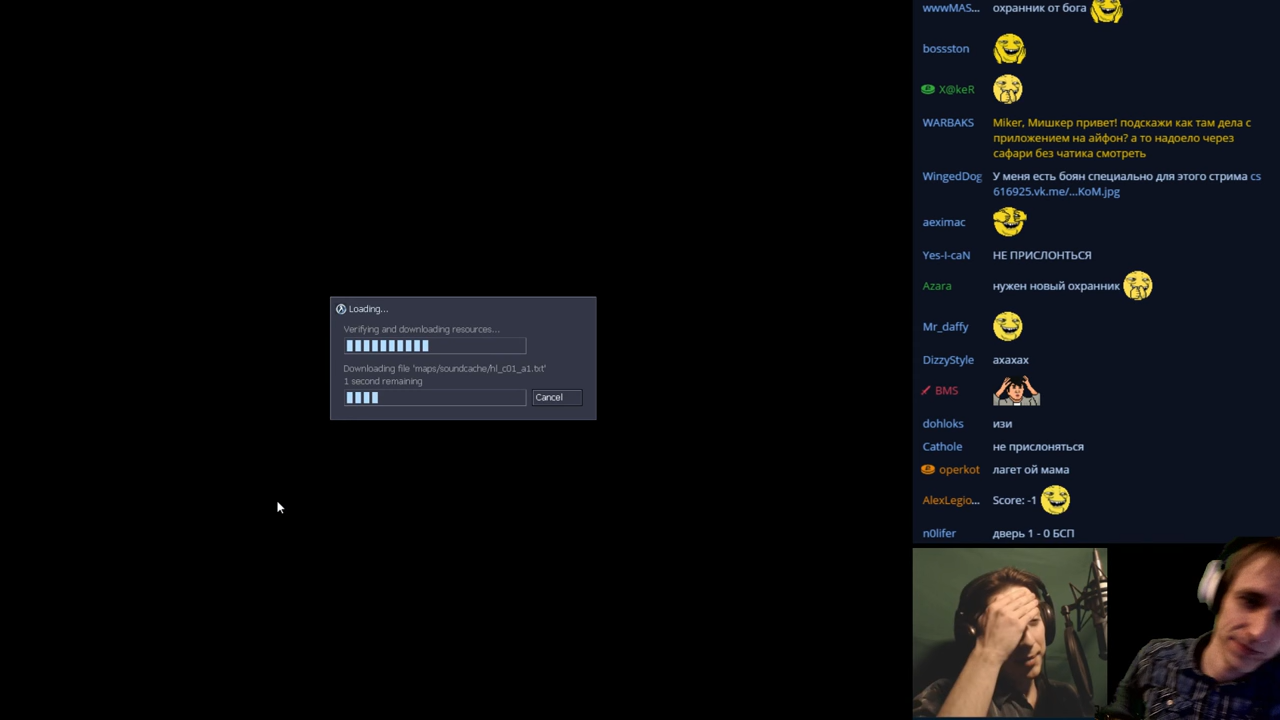 Loading...
Verifying and downloading resources...
Downloading file 'maps/soundcache/hl_c01_a1.txt'
1 second remaining
Cancel
wwwMAS... охранник от бога
bossston
X@keR
WARBAKS Miker, Мишкер привет! подскажи как там дела с
приложением на айфон? а то надоело через
сафари без чатика смотреть
WingedDog У меня есть боян специально для этого стрима cs
616925.vk.me/...KoM.jpg
aeximac
Yes-I-caN НЕ ПРИСЛОНТЬСЯ
Azara нужен новый охранник
Mr_daffy
DizzyStyle ахахах
BMS
dohloks изи
Cathole не прислоняться
operkot лагет ой мама
AlexLegio... Score: -1
n0lifer дверь 1 - 0 БСП